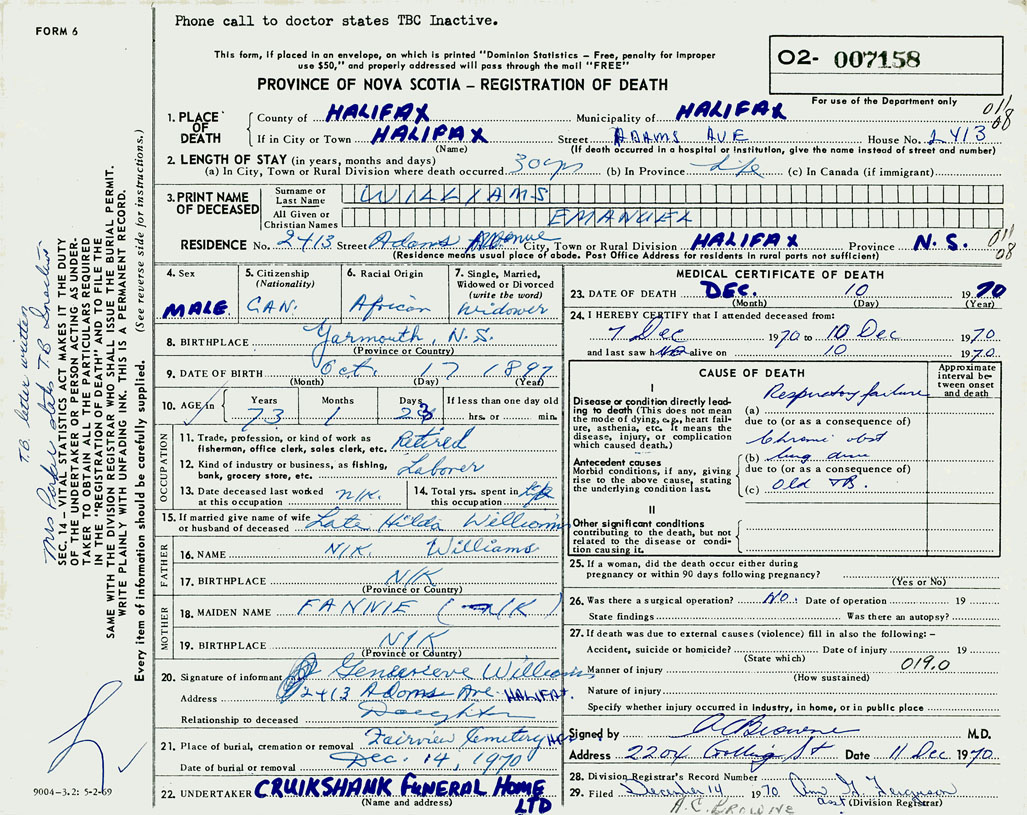 FORM 6
Phone call to doctor states TBC Inactive.
This form, if placed in an envelope, on which is printed "Dominion Statistics – Free, penalty for improper
use $50," and properly addressed will pass through the mail "FREE"
PROVINCE OF NOVA SCOTIA – REGISTRATION OF DEATH
O2- 007158
For use of the Department only
1. PLACE OF DEATH { County of HALIFAX Municipality of HALIFAX 011/08
If in City or Town HALIFAX Street ADAMS AVE House No. 2413
(Name) (If death occurred in a hospital or institution, give the name instead of street and number)
2. LENGTH OF STAY (in years, months and days)
(a) In City, Town or Rural Division where death occurred 30 yrs (b) In Province Life (c) In Canada (if immigrant)
3. PRINT NAME OF DECEASED { Surname or Last Name WILLIAMS
All Given or Christian Names EMANUEL
RESIDENCE No. 2413 Street Adams Avenue City, Town or Rural Division HALIFAX Province N.S. 011/08
(Residence means usual place of abode. Post Office Address for residents in rural parts not sufficient)
4. Sex MALE
5. Citizenship (Nationality) CAN.
6. Racial Origin African
7. Single, Married, Widowed or Divorced (write the word) Widower
8. BIRTHPLACE Yarmouth, N.S.
(Province or Country)
9. DATE OF BIRTH Oct. 17 1897
(Month) (Day) (Year)
10. AGE in { Years 73 Months 1 Days 23 If less than one day old hrs. or min.
OCCUPATION
11. Trade, profession, or kind of work as fisherman, office clerk, sales clerk, etc. Retired
12. Kind of industry or business, as fishing, bank, grocery store, etc. Laborer
13. Date deceased last worked at this occupation N/K.
14. Total yrs. spent in this occupation
15. If married give name of wife or husband of deceased Late Hilda Williams
FATHER
16. NAME N/K. Williams
17. BIRTHPLACE N/K
(Province or Country)
MOTHER
18. MAIDEN NAME FANNIE (N/K)
19. BIRTHPLACE N/K
(Province or Country)
20. Signature of informant Genevieve Williams
Address 2413 Adams Ave. HALIFAX.
Relationship to deceased Daughter
21. Place of burial, cremation or removal Fairview Cemetery
Date of burial or removal Dec. 14, 1970
22. UNDERTAKER CRUIKSHANK FUNERAL HOME LTD
(Name and address)
MEDICAL CERTIFICATE OF DEATH
23. DATE OF DEATH DEC. 10 1970
(Month) (Day) (Year)
24. I HEREBY CERTIFY that I attended deceased from:
7 Dec 1970 to 10 Dec 1970
and last saw h alive on 10 1970
CAUSE OF DEATH
Approximate interval between onset and death
I
Disease or condition directly leading to death (This does not mean the mode of dying, e.g., heart failure, asthenia, etc. It means the disease, injury, or complication which caused death.)
(a) Respiratory failure
due to (or as a consequence of)
Chronic obst
(b) lung dis
Antecedent causes
Morbid conditions, if any, giving rise to the above cause, stating the underlying condition last.
due to (or as a consequence of)
(c) Old TB.
II
Other significant conditions contributing to the death, but not related to the disease or condition causing it.
25. If a woman, did the death occur either during pregnancy or within 90 days following pregnancy?
(Yes or No)
26. Was there a surgical operation? No. Date of operation 19
State findings Was there an autopsy?
27. If death was due to external causes (violence) fill in also the following: –
Accident, suicide or homicide? Date of injury 19
(State which)
Manner of injury 019.0
(How sustained)
Nature of injury
Specify whether injury occurred in industry, in home, or in public place
Signed by A C Browne M.D.
Address 2204 St Date 11 Dec 1970
28. Division Registrar's Record Number
29. Filed December 14 1970 Ferguson
asst (Division Registrar)
A.C. BROWNE
T.B. letter written
Mrs Parker states T.B Inactive
SEC. 14 – VITAL STATISTICS ACT MAKES IT THE DUTY
OF THE UNDERTAKER OR PERSON ACTING AS UNDER-
TAKER TO OBTAIN ALL THE PARTICULARS REQUIRED
IN THE "REGISTRATION OF DEATH" AND TO FILE THE
SAME WITH THE DIVISION REGISTRAR WHO SHALL ISSUE THE BURIAL PERMIT.
WRITE PLAINLY WITH UNFADING INK. THIS IS A PERMANENT RECORD.
Every item of information should be carefully supplied. (See reverse side for instructions.)
9004–3.2: 5-2-69